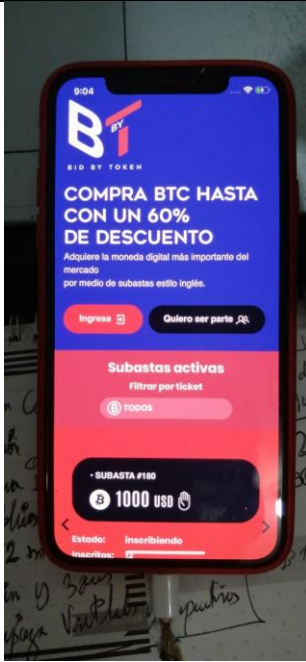 9:04
BY
BID BY TOKEN
COMPRA BTC HASTA
CON UN 60%
DE DESCUENTO
Adquiere la moneda digital más importante del
mercado
por medio de subastas estilo inglés.
Ingresa
Quiero ser parte
Subastas activas
Filtrar por ticket
TODOS
• SUBASTA #180
1000 USD
Estado: inscribiendo
Inscritos: 12